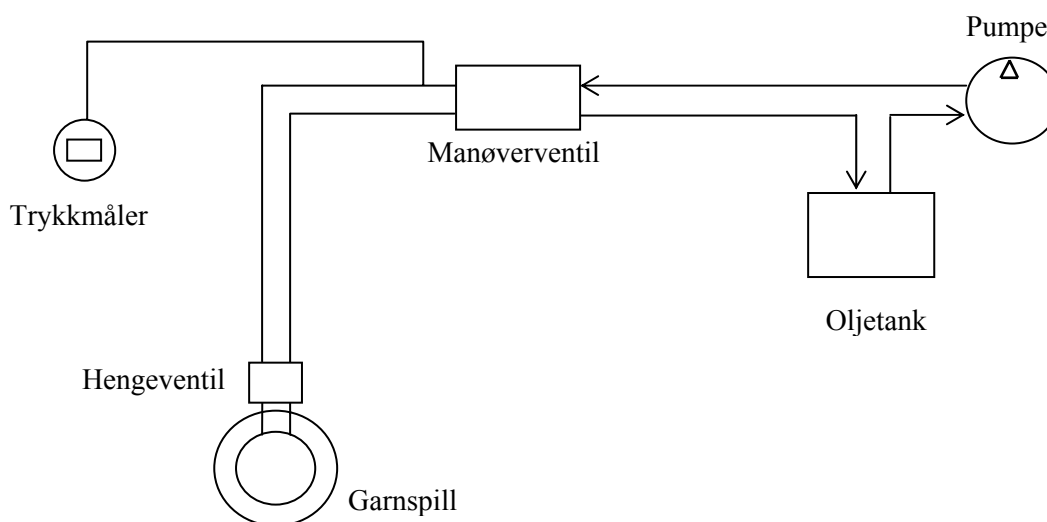 Pumpe
Manøverventil
Trykkmåler
Oljetank
Hengeventil
Garnspill